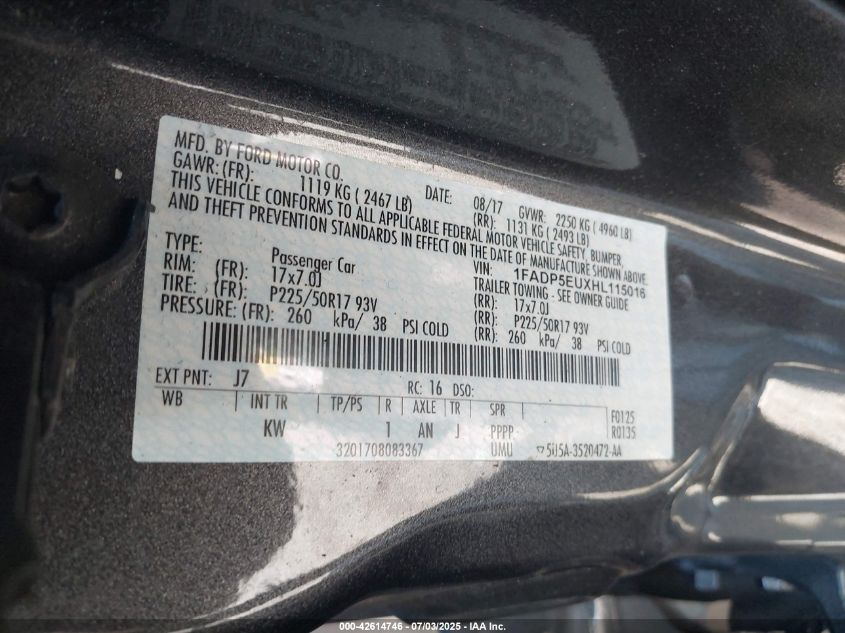 MFD. BY FORD MOTOR CO.
DATE: 08/17 GVWR: 2250 KG ( 4960 LB)
GAWR: (FR): 1119 KG ( 2467 LB) (RR): 1131 KG ( 2493 LB)
THIS VEHICLE CONFORMS TO ALL APPLICABLE FEDERAL MOTOR VEHICLE SAFETY, BUMPER,
AND THEFT PREVENTION STANDARDS IN EFFECT ON THE DATE OF MANUFACTURE SHOWN ABOVE.
VIN: 1FADP5EUXHL115016
TYPE: Passenger Car TRAILER TOWING - SEE OWNER GUIDE
RIM: (FR): 17x7.0J (RR): 17x7.0J
TIRE: (FR): P225/50R17 93V (RR): P225/50R17 93V
PRESSURE: (FR): 260 kPa/ 38 PSI COLD (RR): 260 kPa/ 38 PSI COLD
EXT PNT: J7 RC: 16 DSO:
WB INT TR TP/PS R AXLE TR SPR F0125
KW 1 AN J PPPP R0135
3201708083367 UMU 5U5A-3520472-AA
000-42614746 - 07/03/2025 - IAA Inc.